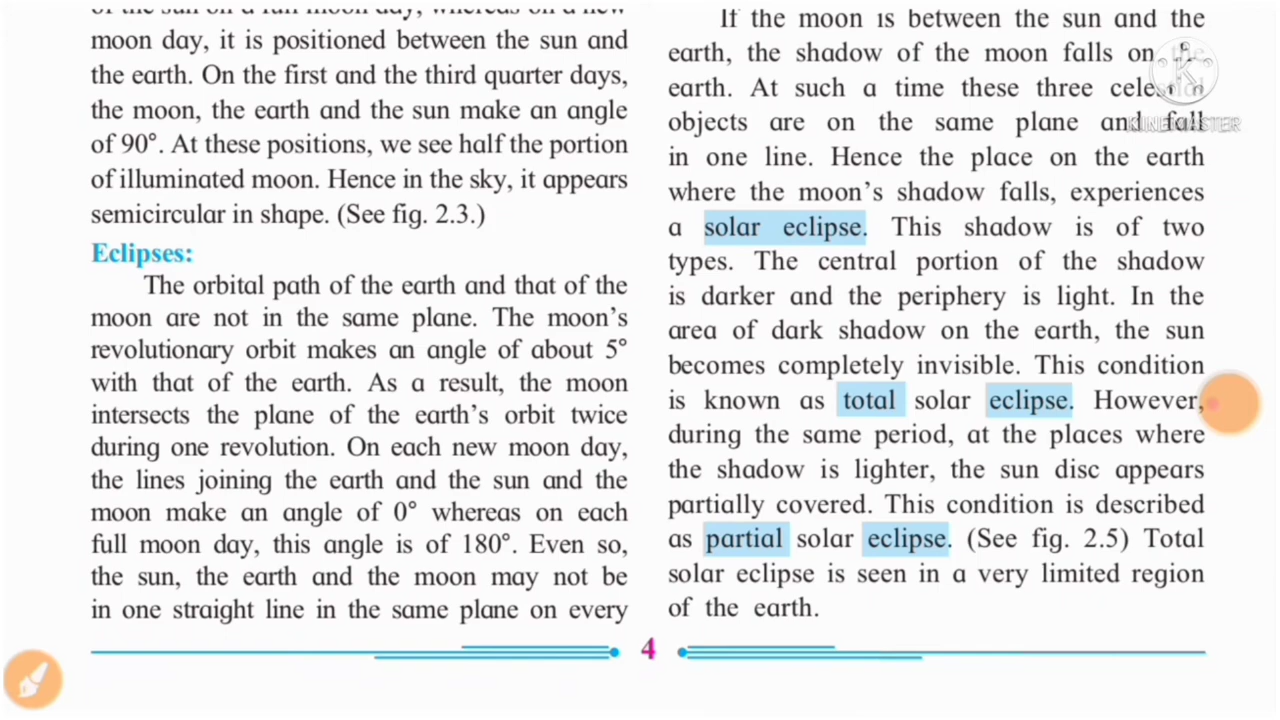 of the sun on a full moon day, whereas on a new
moon day, it is positioned between the sun and
the earth. On the first and the third quarter days,
the moon, the earth and the sun make an angle
of 90°. At these positions, we see half the portion
of illuminated moon. Hence in the sky, it appears
semicircular in shape. (See fig. 2.3.)
Eclipses:
The orbital path of the earth and that of the
moon are not in the same plane. The moon's
revolutionary orbit makes an angle of about 5°
with that of the earth. As a result, the moon
intersects the plane of the earth's orbit twice
during one revolution. On each new moon day,
the lines joining the earth and the sun and the
moon make an angle of 0° whereas on each
full moon day, this angle is of 180°. Even so,
the sun, the earth and the moon may not be
in one straight line in the same plane on every
If the moon is between the sun and the
earth, the shadow of the moon falls on the
earth. At such a time these three celestial
objects are on the same plane and fall
in one line. Hence the place on the earth
where the moon's shadow falls, experiences
a solar eclipse. This shadow is of two
types. The central portion of the shadow
is darker and the periphery is light. In the
area of dark shadow on the earth, the sun
becomes completely invisible. This condition
is known as total solar eclipse. However,
during the same period, at the places where
the shadow is lighter, the sun disc appears
partially covered. This condition is described
as partial solar eclipse. (See fig. 2.5) Total
solar eclipse is seen in a very limited region
of the earth.
4
K
KINEMASTER